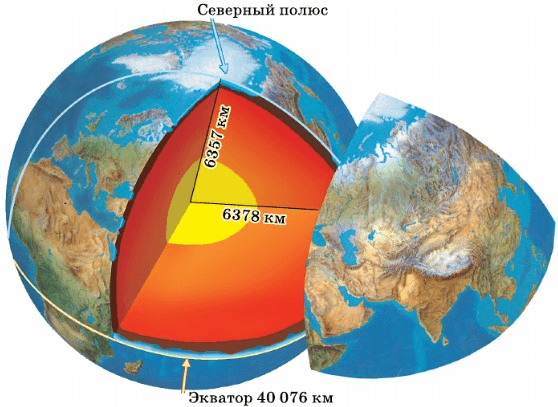 Северный полюс
6357 км
6378 км
Экватор 40 076 км